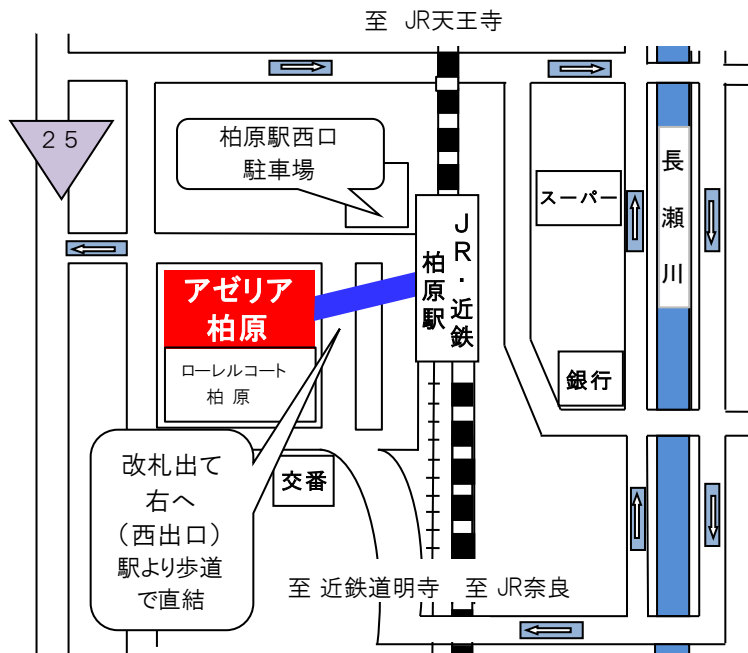 至 JR天王寺
２５
柏原駅西口
駐車場
スーパー
長瀬川
JR・近鉄
柏原駅
アゼリア
柏原
ローレルコート
柏 原
銀行
改札出て
右へ
（西出口）
駅より歩道
で直結
交番
至 近鉄道明寺
至 JR奈良